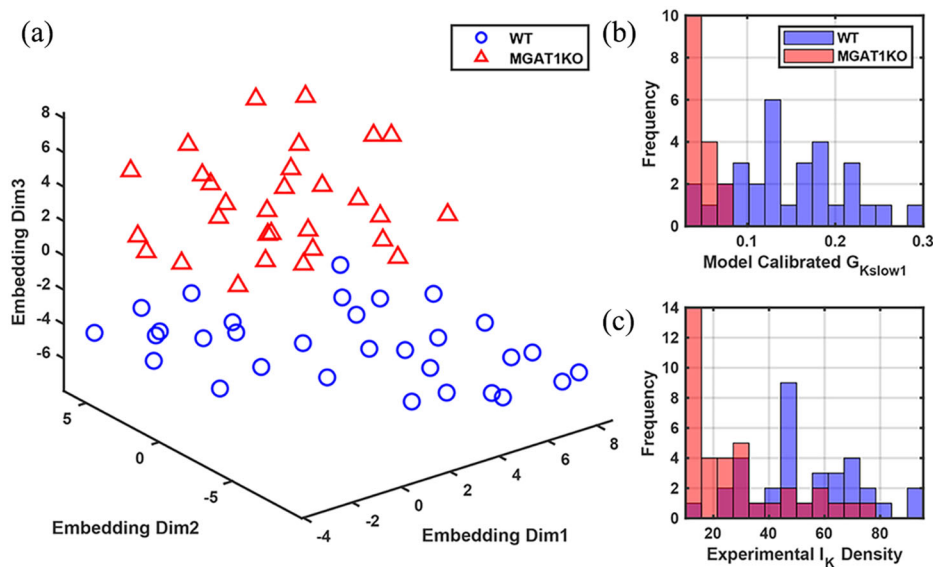 (a)
WT
MGAT1KO
8
6
4
2
0
-2
-4
-6
Embedding Dim3
5
0
-5
Embedding Dim2
-4
-2
0
2
4
6
8
Embedding Dim1
(b)
WT
MGAT1KO
10
8
6
4
2
0
Frequency
0.1
0.2
0.3
Model Calibrated G_Kslow1
(c)
14
12
10
8
6
4
2
0
Frequency
20
40
60
80
Experimental I_K Density